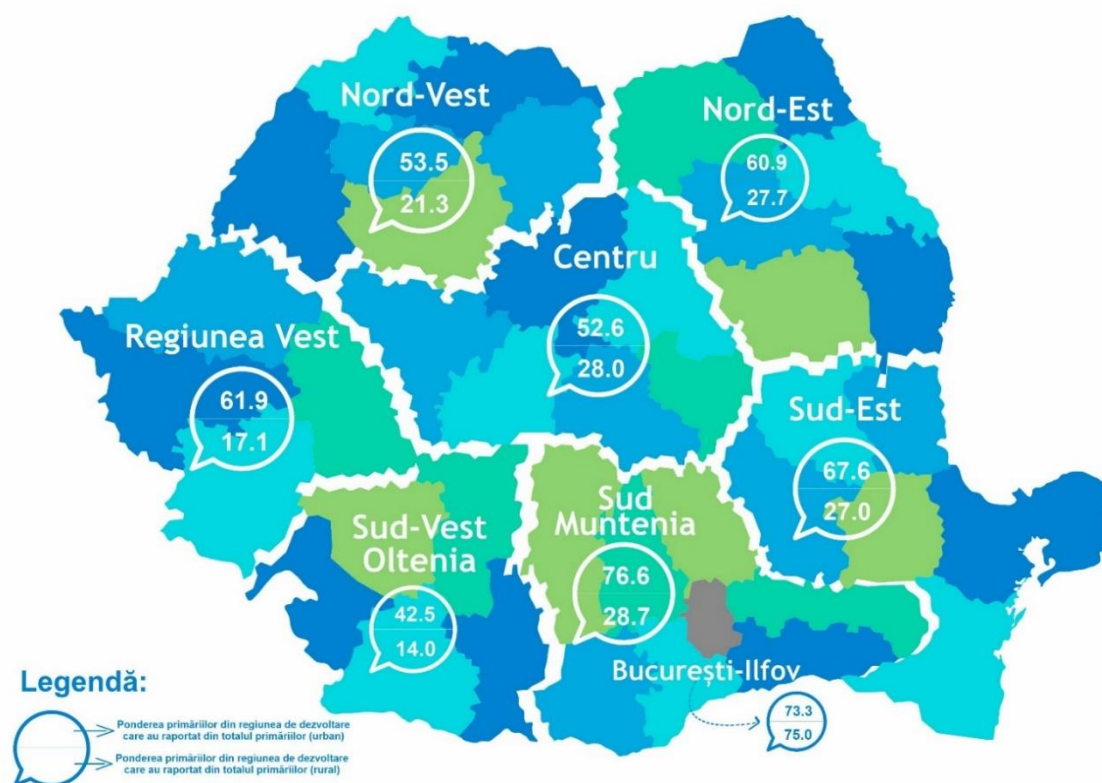 Nord-Vest
53.5
21.3
Nord-Est
60.9
27.7
Centru
52.6
28.0
Regiunea Vest
61.9
17.1
Sud-Est
67.6
27.0
Sud-Vest
Oltenia
42.5
14.0
Sud
Muntenia
76.6
28.7
București-Ilfov
73.3
75.0
Legendă:
Ponderea primăriilor din regiunea de dezvoltare
care au raportat din totalul primăriilor (urban)
Ponderea primăriilor din regiunea de dezvoltare
care au raportat din totalul primăriilor (rural)